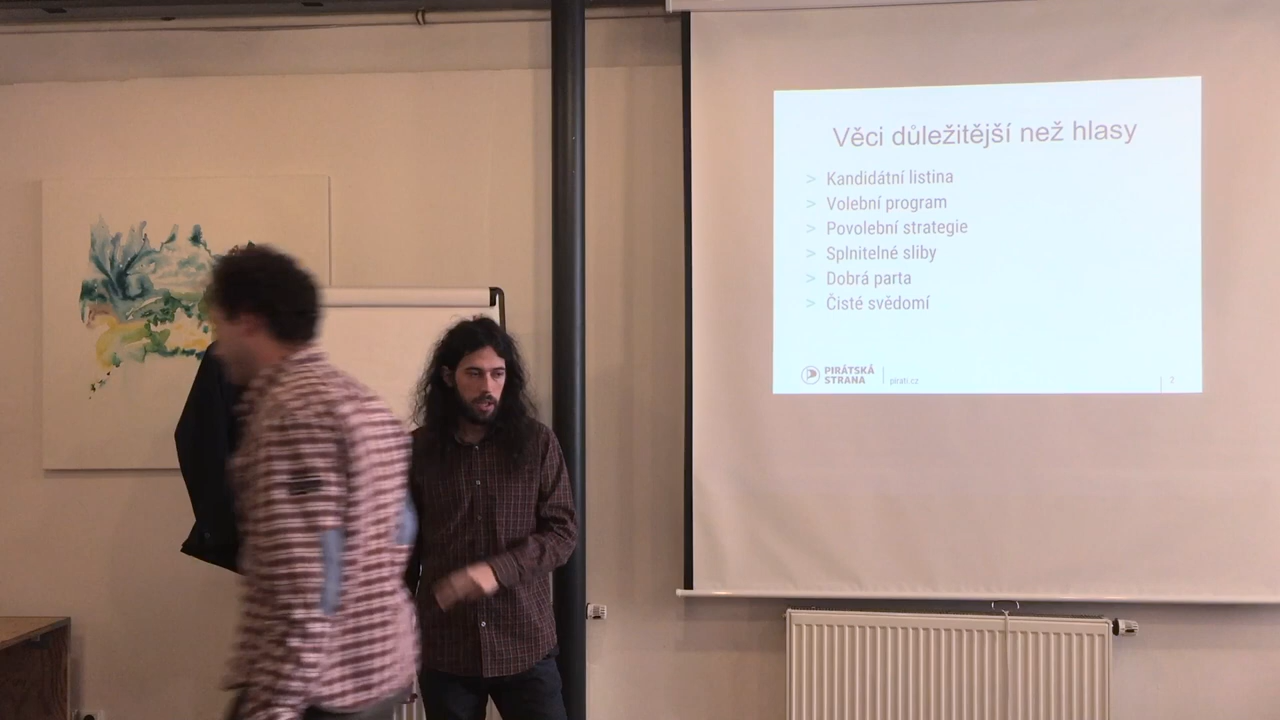 Věci důležitější než hlasy
> Kandidátní listina
> Volební program
> Povolební strategie
> Splnitelné sliby
> Dobrá parta
> Čisté svědomí
PIRÁTSKÁ
STRANA
pirati.cz
2